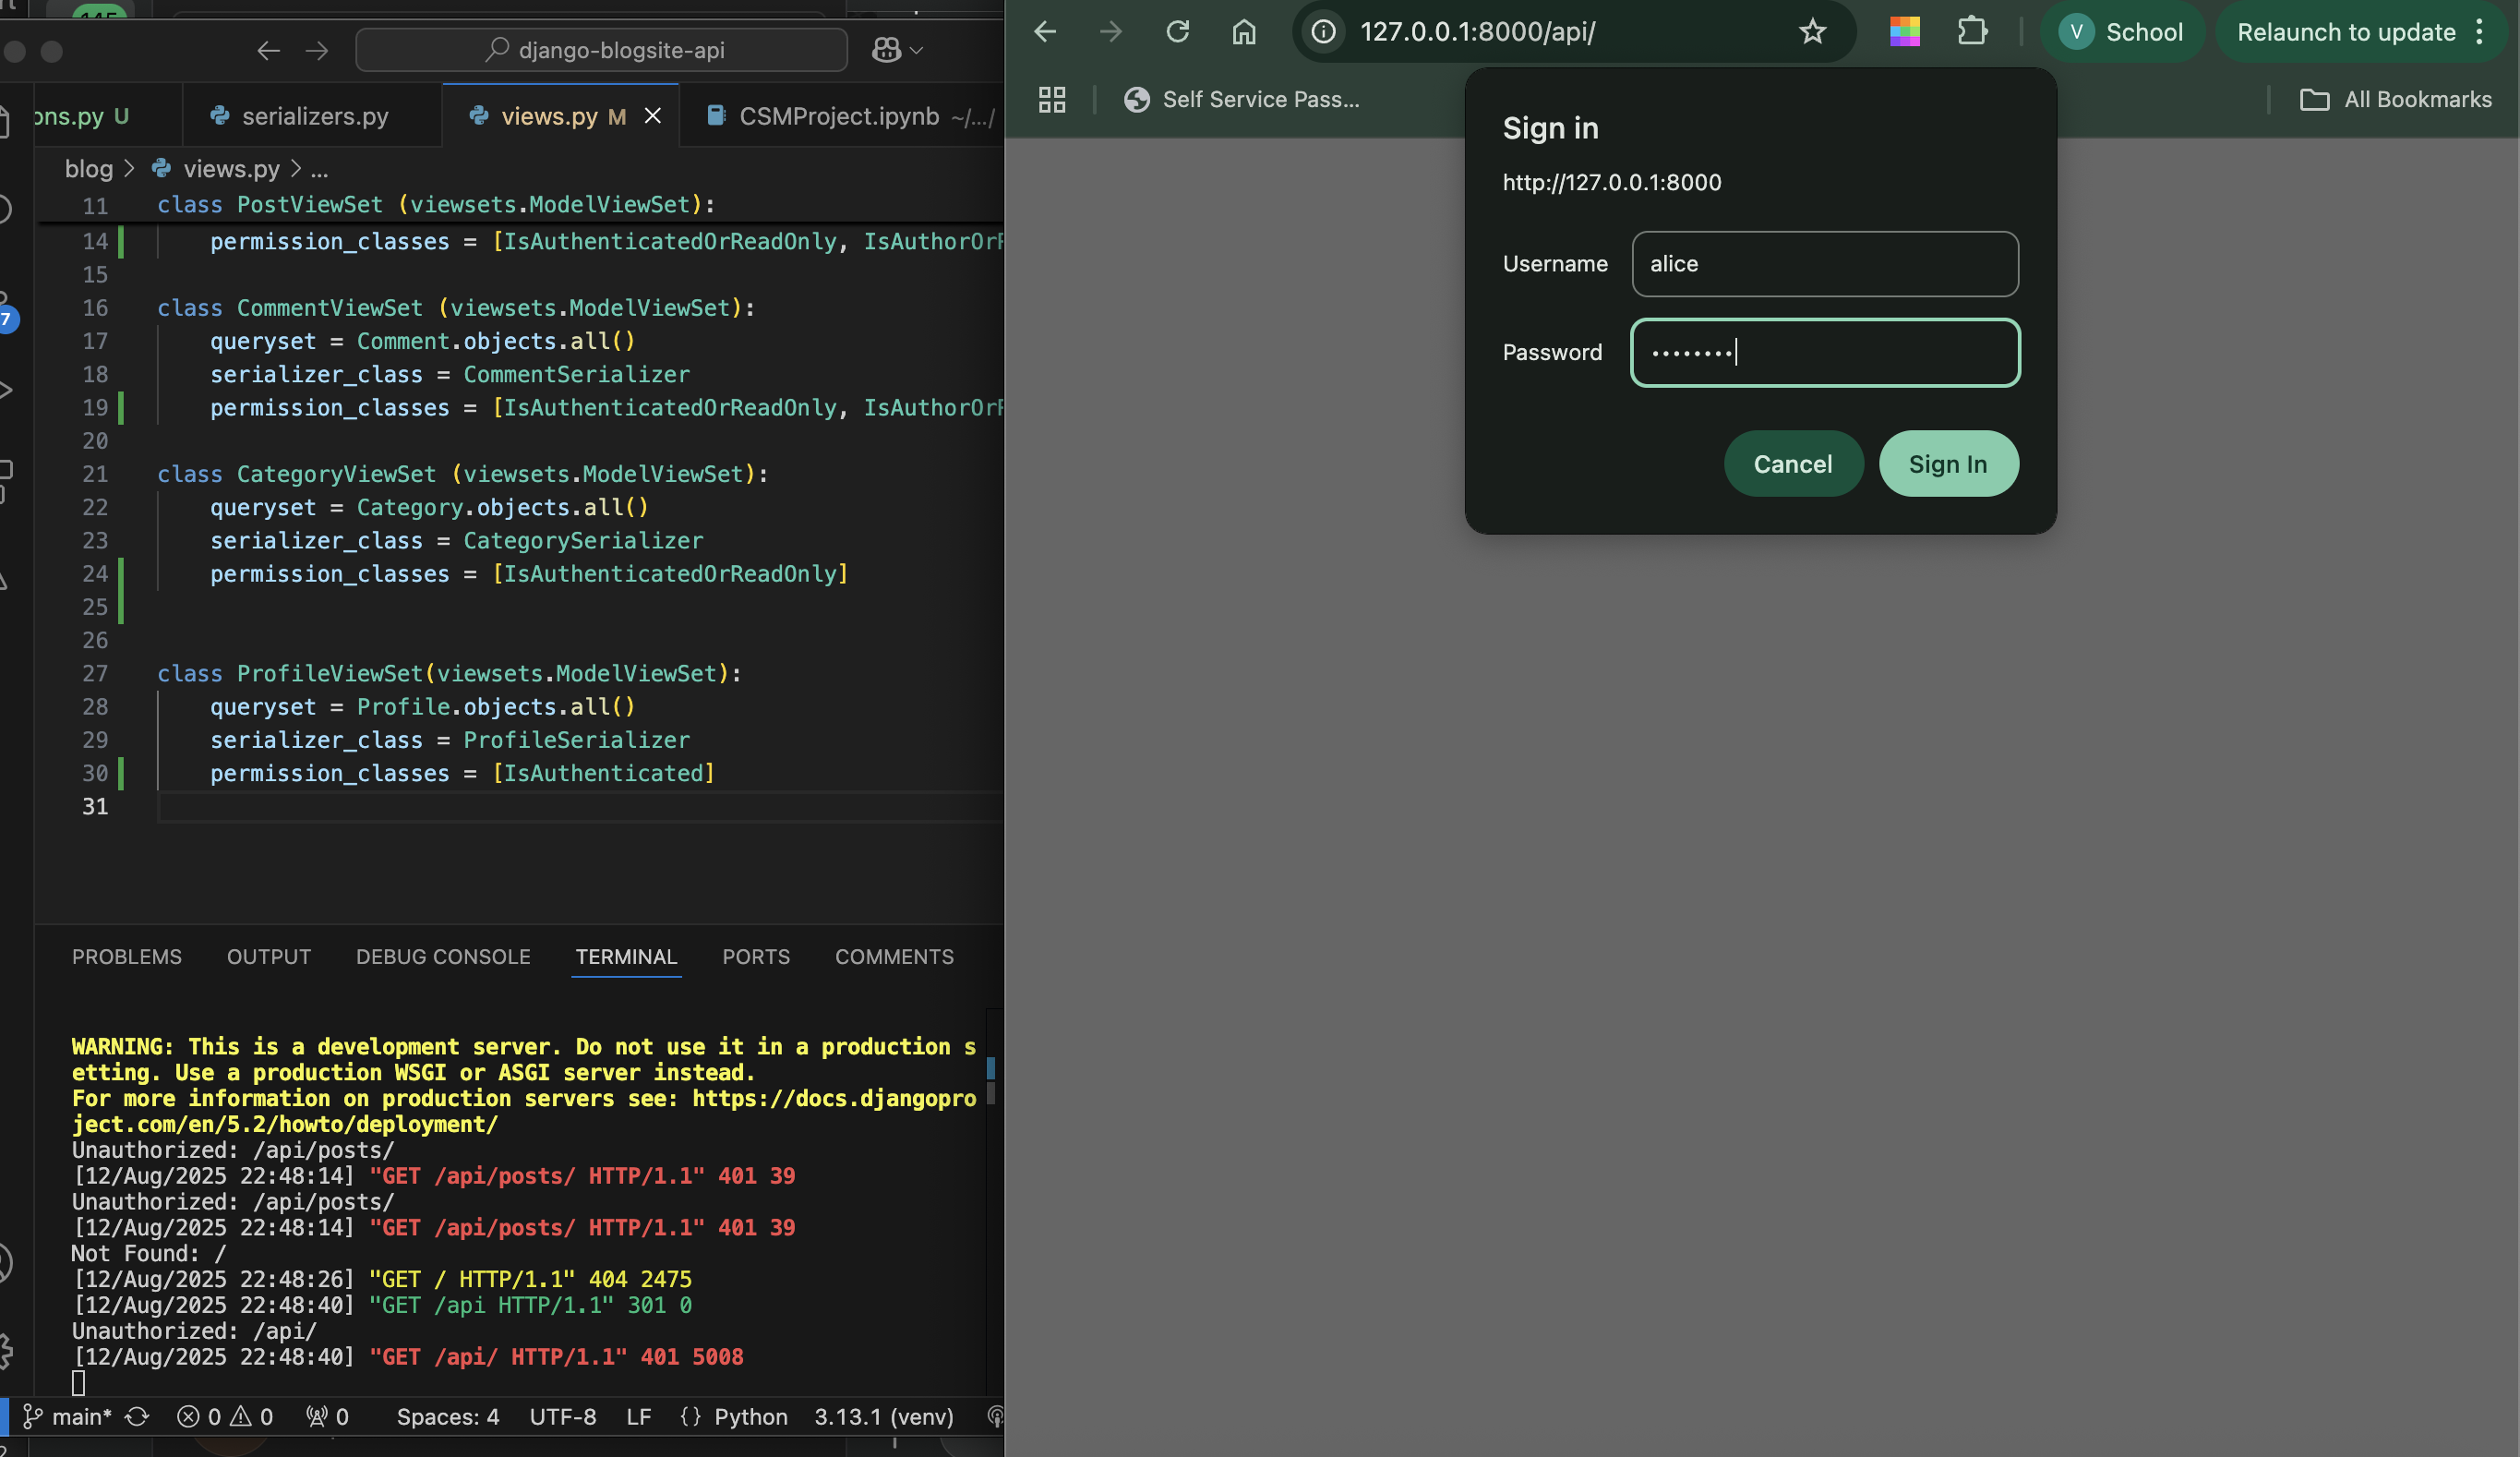 django-blogsite-api
ons.py U
serializers.py
views.py M
CSMProject.ipynb ~/.../
blog > views.py > ...
11 class PostViewSet (viewsets.ModelViewSet):
14 permission_classes = [IsAuthenticatedOrReadOnly, IsAuthorOrR
15
16 class CommentViewSet (viewsets.ModelViewSet):
17 queryset = Comment.objects.all()
18 serializer_class = CommentSerializer
19 permission_classes = [IsAuthenticatedOrReadOnly, IsAuthorOrR
20
21 class CategoryViewSet (viewsets.ModelViewSet):
22 queryset = Category.objects.all()
23 serializer_class = CategorySerializer
24 permission_classes = [IsAuthenticatedOrReadOnly]
25
26
27 class ProfileViewSet(viewsets.ModelViewSet):
28 queryset = Profile.objects.all()
29 serializer_class = ProfileSerializer
30 permission_classes = [IsAuthenticated]
31
7
PROBLEMS OUTPUT DEBUG CONSOLE TERMINAL PORTS COMMENTS
WARNING: This is a development server. Do not use it in a production s
etting. Use a production WSGI or ASGI server instead.
For more information on production servers see: https://docs.djangopro
ject.com/en/5.2/howto/deployment/
Unauthorized: /api/posts/
[12/Aug/2025 22:48:14] "GET /api/posts/ HTTP/1.1" 401 39
Unauthorized: /api/posts/
[12/Aug/2025 22:48:14] "GET /api/posts/ HTTP/1.1" 401 39
Not Found: /
[12/Aug/2025 22:48:26] "GET / HTTP/1.1" 404 2475
[12/Aug/2025 22:48:40] "GET /api HTTP/1.1" 301 0
Unauthorized: /api/
[12/Aug/2025 22:48:40] "GET /api/ HTTP/1.1" 401 5008
main* 0 0 0 Spaces: 4 UTF-8 LF {} Python 3.13.1 (venv)
127.0.0.1:8000/api/
V School
Relaunch to update
Self Service Pass...
All Bookmarks
Sign in
http://127.0.0.1:8000
Username alice
Password ••••••••
Cancel Sign In